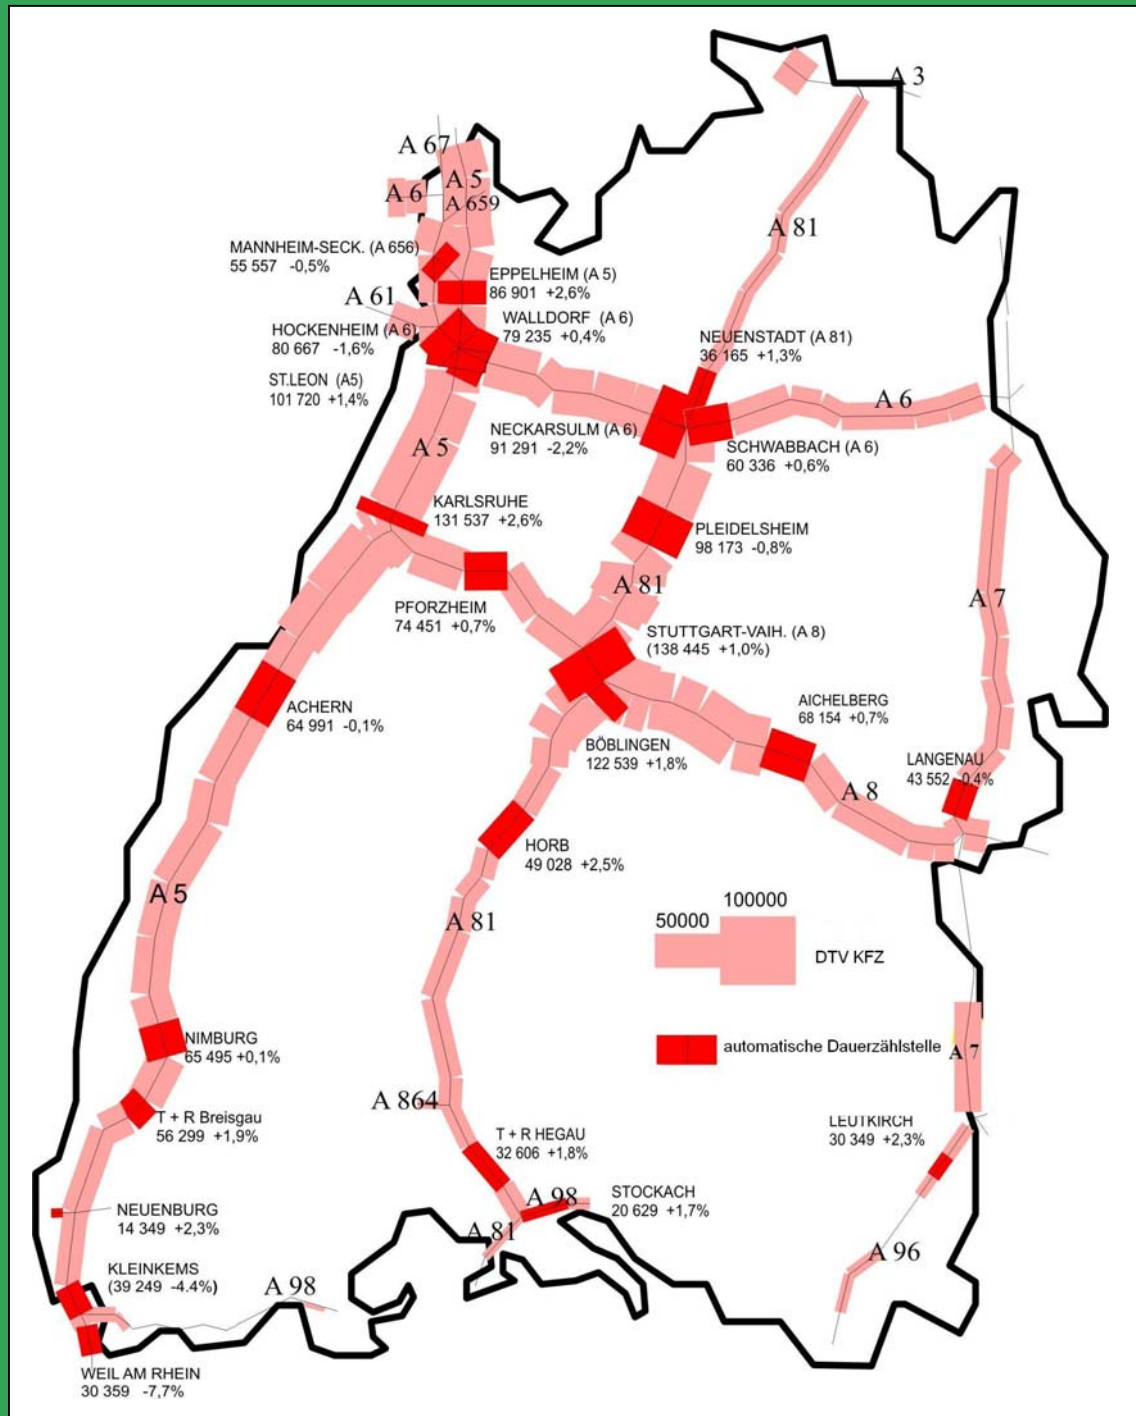 A 3
A 67
A 5
A 6
A 659
A 81
MANNHEIM-SECK. (A 656)
55 557 -0,5%
EPPELHEIM (A 5)
86 901 +2,6%
A 61
WALLDORF (A 6)
79 235 +0,4%
HOCKENHEIM (A 6)
80 667 -1,6%
NEUENSTADT (A 81)
36 165 +1,3%
ST.LEON (A5)
101 720 +1,4%
A 6
NECKARSULM (A 6)
91 291 -2,2%
A 5
SCHWABBACH (A 6)
60 336 +0,6%
KARLSRUHE
131 537 +2,6%
PLEIDELSHEIM
98 173 -0,8%
A 81
A 7
PFORZHEIM
74 451 +0,7%
STUTTGART-VAIH. (A 8)
(138 445 +1,0%)
ACHERN
64 991 -0,1%
AICHELBERG
68 154 +0,7%
BÖBLINGEN
122 539 +1,8%
LANGENAU
43 552 0,4%
A 8
HORB
49 028 +2,5%
A 5
A 81
50000
100000
DTV KFZ
NIMBURG
65 495 +0,1%
automatische Dauerzählstelle
A 7
A 864
T + R Breisgau
56 299 +1,9%
T + R HEGAU
32 606 +1,8%
LEUTKIRCH
30 349 +2,3%
A 98
STOCKACH
20 629 +1,7%
NEUENBURG
14 349 +2,3%
A 81
A 96
KLEINKEMS
(39 249 -4.4%)
A 98
WEIL AM RHEIN
30 359 -7,7%